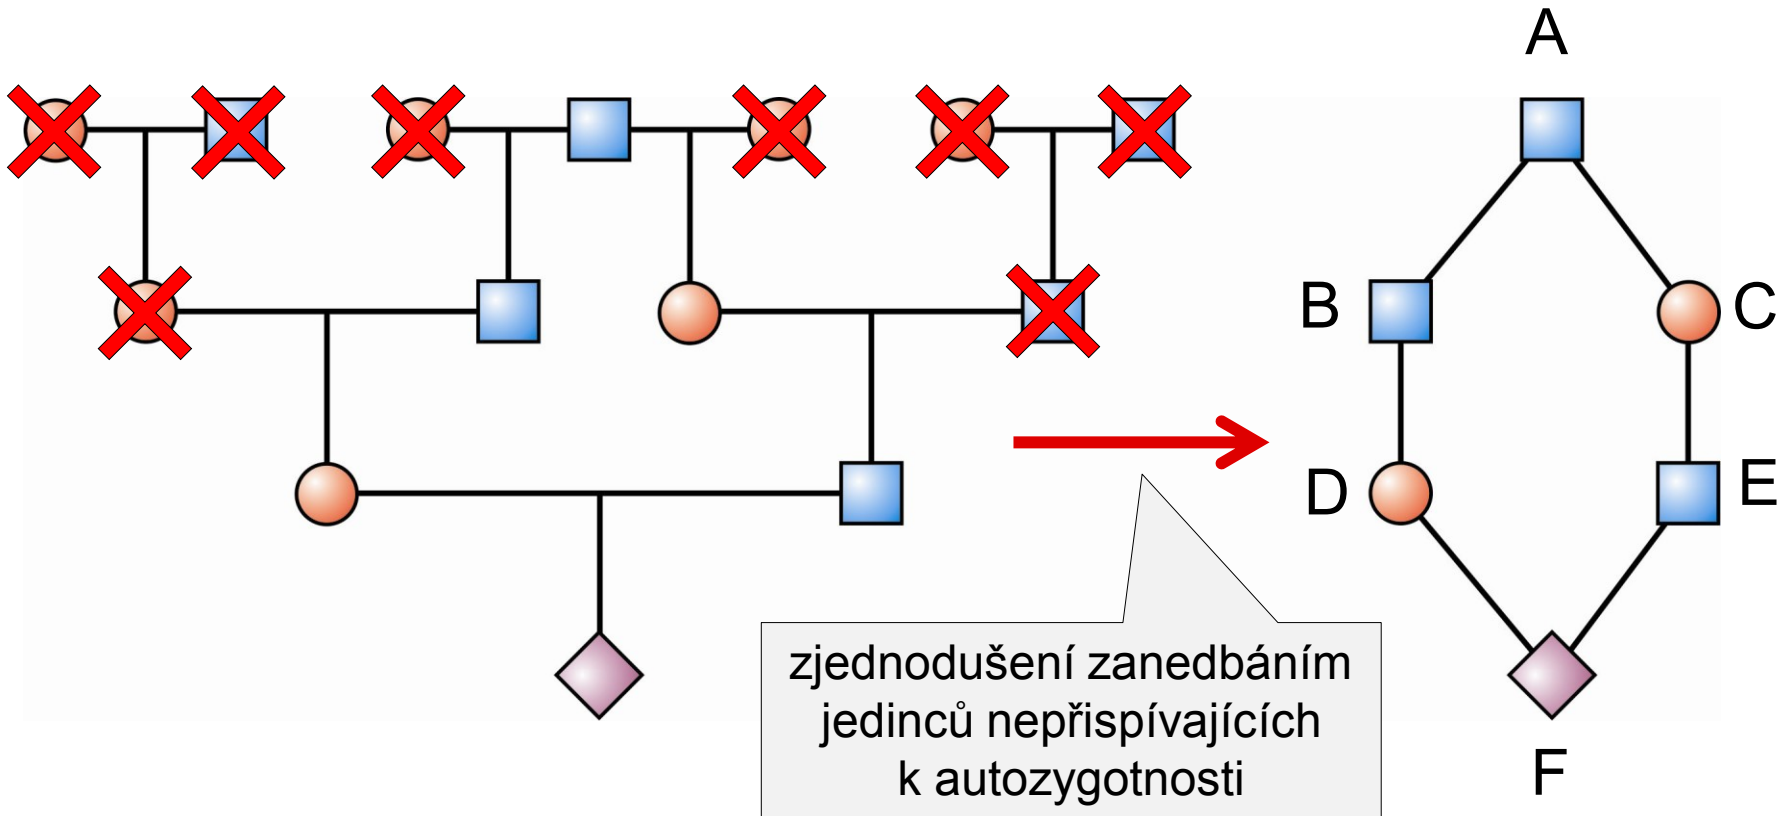 A
B
C
D
E
zjednodušení zanedbáním
jedinců nepřispívajících
k autozygotnosti
F